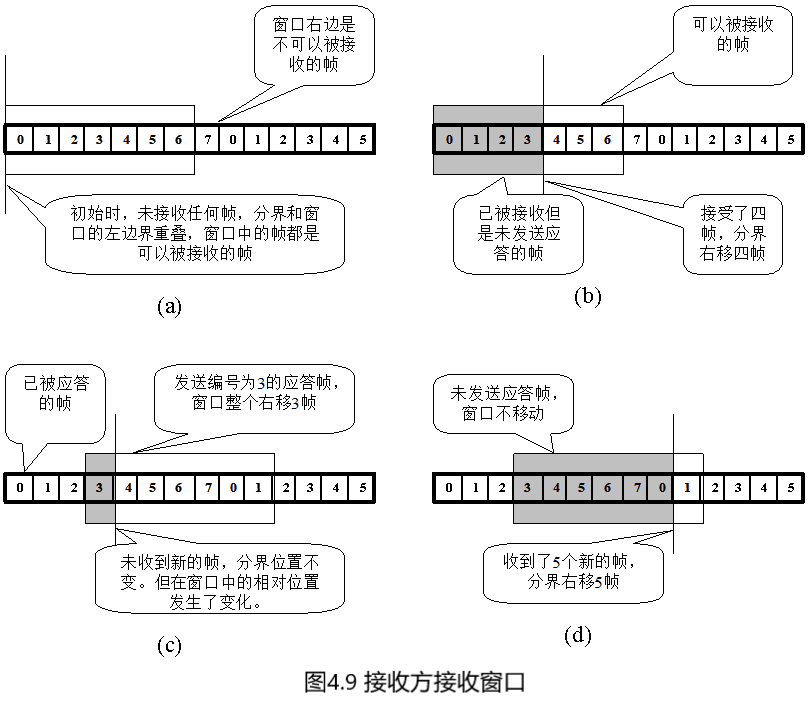 窗口右边是
不可以被接
收的帧
0 1 2 3 4 5 6 7 0 1 2 3 4 5
初始时，未接收任何帧，分界和窗
口的左边界重叠，窗口中的帧都是
可以被接收的帧
(a)
可以被接收
的帧
0 1 2 3 4 5 6 7 0 1 2 3 4 5
已被接收但
是未发送应
答的帧
接受了四
帧，分界
右移四帧
(b)
已被应答
的帧
发送编号为3的应答帧，
窗口整个右移3帧
0 1 2 3 4 5 6 7 0 1 2 3 4 5
未收到新的帧，分界位置不
变。但在窗口中的相对位置
发生了变化。
(c)
未发送应答帧，
窗口不移动
0 1 2 3 4 5 6 7 0 1 2 3 4 5
收到了5个新的帧，
分界右移5帧
(d)
图4.9 接收方接收窗口